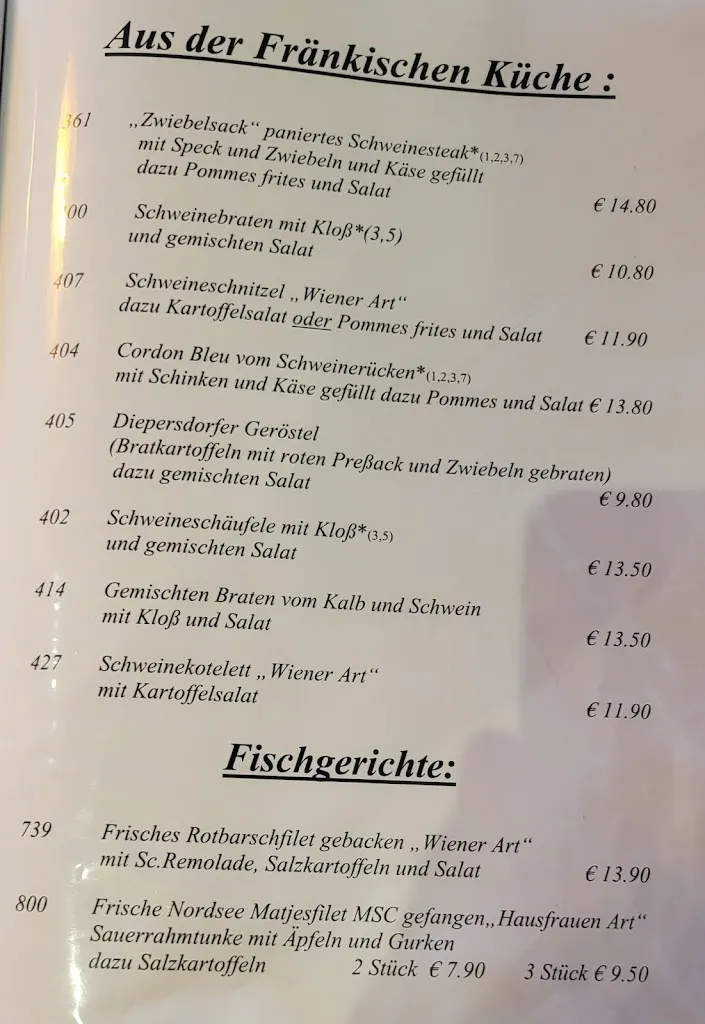 Aus der Fränkischen Küche :
361 „Zwiebelsack“ paniertes Schweinesteak*(1,2,3,7)
mit Speck und Zwiebeln und Käse gefüllt
dazu Pommes frites und Salat € 14.80
00 Schweinebraten mit Kloß*(3,5)
und gemischten Salat € 10.80
407 Schweineschnitzel „Wiener Art“
dazu Kartoffelsalat oder Pommes frites und Salat € 11.90
404 Cordon Bleu vom Schweinerücken*(1,2,3,7)
mit Schinken und Käse gefüllt dazu Pommes und Salat € 13.80
405 Diepersdorfer Geröstel
(Bratkartoffeln mit roten Preßack und Zwiebeln gebraten)
dazu gemischten Salat € 9.80
402 Schweineschäufele mit Kloß*(3,5)
und gemischten Salat € 13.50
414 Gemischten Braten vom Kalb und Schwein
mit Kloß und Salat € 13.50
427 Schweinekotelett „Wiener Art“
mit Kartoffelsalat € 11.90
Fischgerichte:
739 Frisches Rotbarschfilet gebacken „Wiener Art“
mit Sc.Remolade, Salzkartoffeln und Salat € 13.90
800 Frische Nordsee Matjesfilet MSC gefangen„Hausfrauen Art“
Sauerrahmtunke mit Äpfeln und Gurken
dazu Salzkartoffeln 2 Stück € 7.90 3 Stück € 9.50